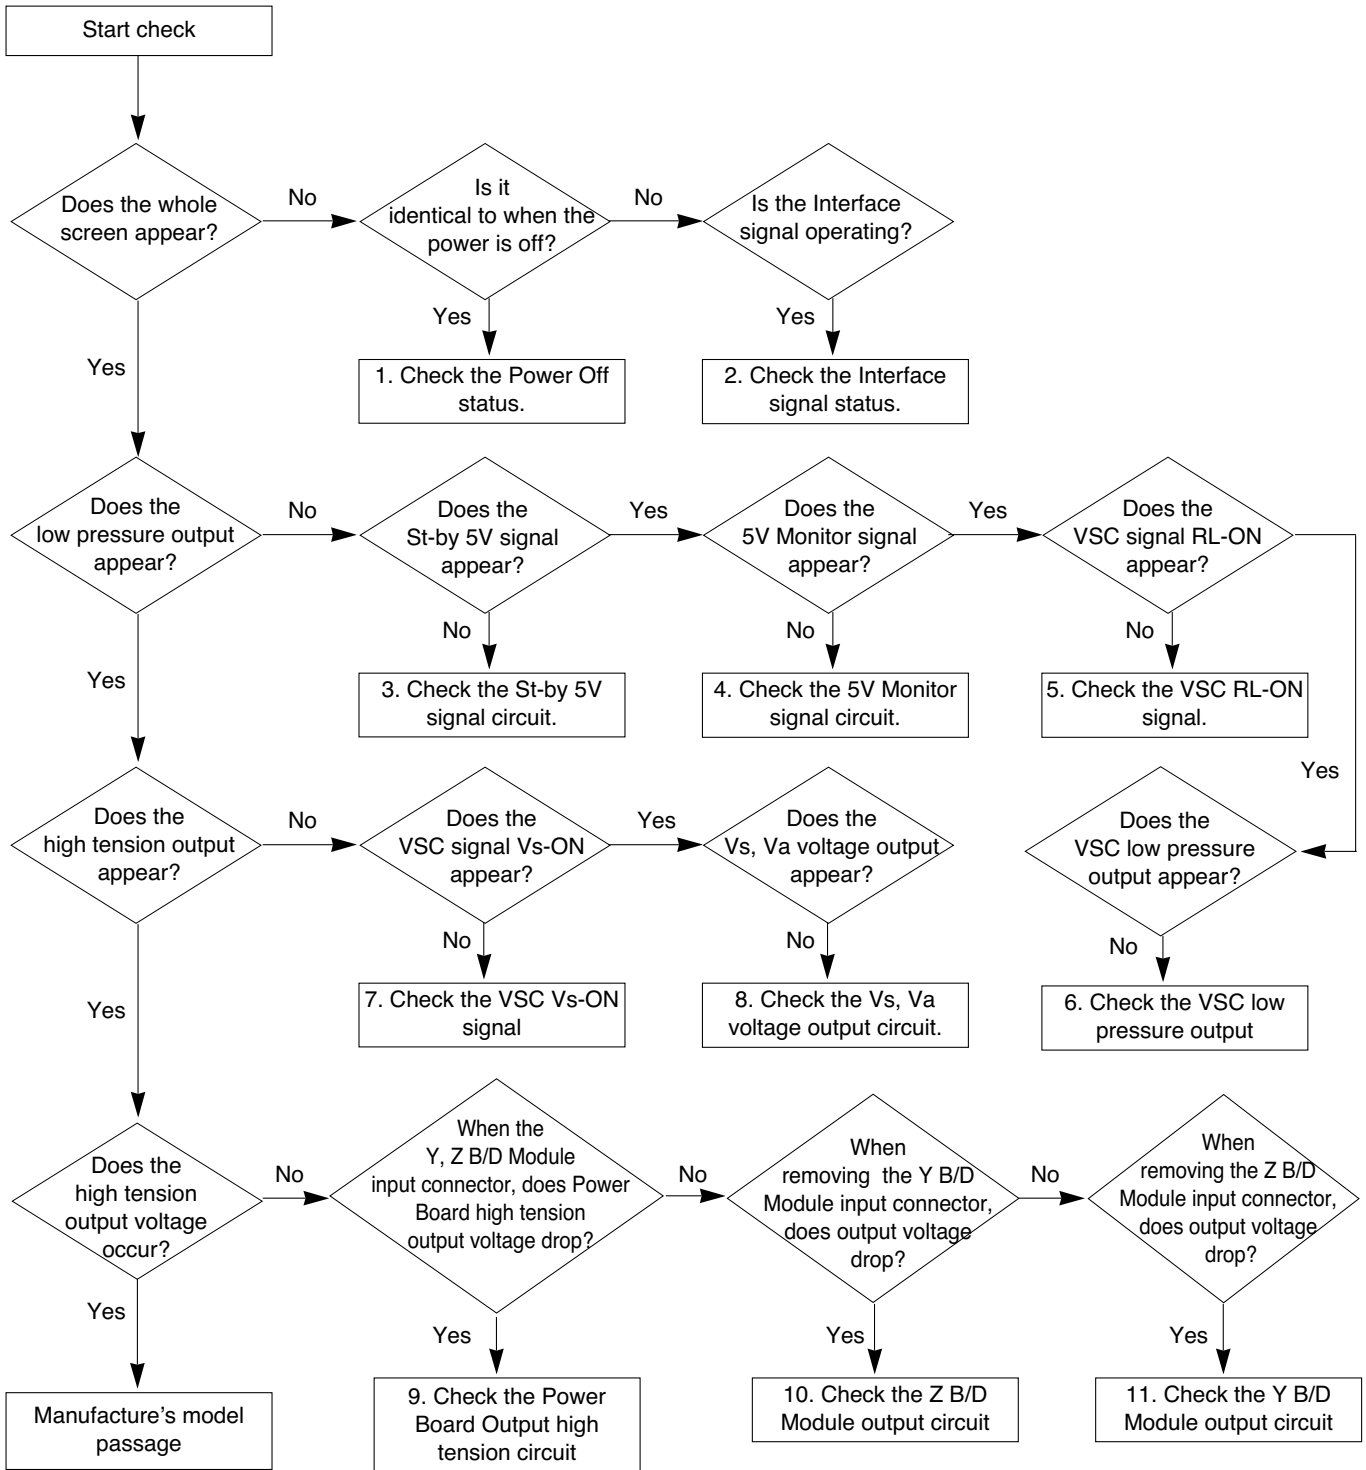 Start check
Does the whole
screen appear?
No
Is it
identical to when the
power is off?
No
Is the Interface
signal operating?
Yes
Yes
Yes
1. Check the Power Off
status.
2. Check the Interface
signal status.
Does the
low pressure output
appear?
No
Does the
St-by 5V signal
appear?
Yes
Does the
5V Monitor signal
appear?
Yes
Does the
VSC signal RL-ON
appear?
Yes
No
No
No
3. Check the St-by 5V
signal circuit.
4. Check the 5V Monitor
signal circuit.
5. Check the VSC RL-ON
signal.
Yes
Does the
high tension output
appear?
No
Does the
VSC signal Vs-ON
appear?
Yes
Does the
Vs, Va voltage output
appear?
Does the
VSC low pressure
output appear?
Yes
No
No
No
7. Check the VSC Vs-ON
signal
8. Check the Vs, Va
voltage output circuit.
6. Check the VSC low
pressure output
Does the
high tension
output voltage
occur?
No
When the
Y, Z B/D Module
input connector, does Power
Board high tension
output voltage drop?
No
When
removing the Y B/D
Module input connector,
does output voltage
drop?
No
When
removing the Z B/D
Module input connector,
does output voltage
drop?
Yes
Yes
Yes
Yes
Manufacture's model
passage
9. Check the Power
Board Output high
tension circuit
10. Check the Z B/D
Module output circuit
11. Check the Y B/D
Module output circuit